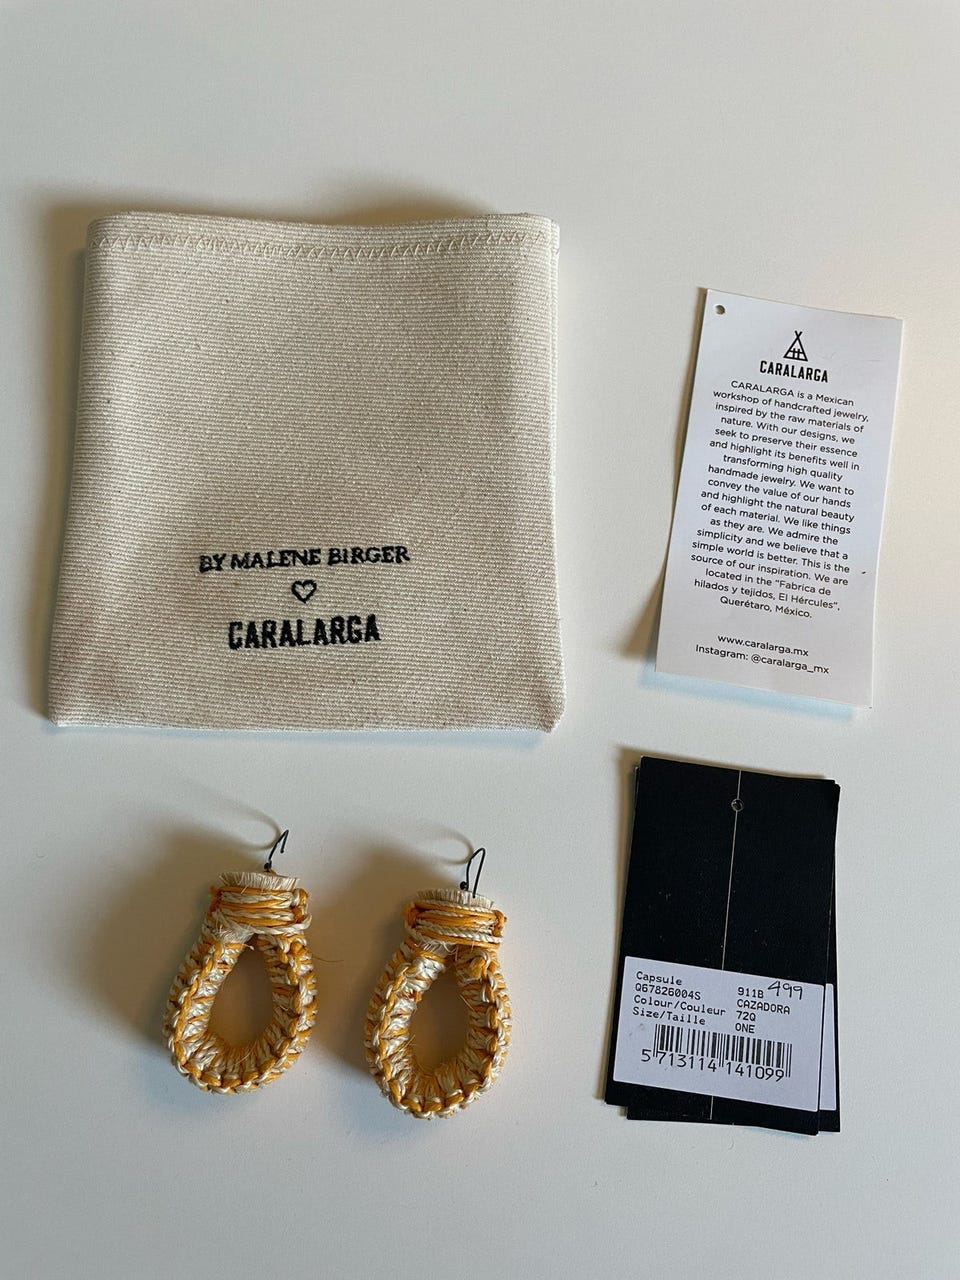 BY MALENE BIRGER
CARALARGA
CARALARGA
CARALARGA is a Mexican
workshop of handcrafted jewelry,
inspired by the raw materials of
nature. With our designs, we
seek to preserve their essence
and highlight its benefits well in
transforming high quality
handmade jewelry. We want to
convey the value of our hands
and highlight the natural beauty
of each material. We like things
as they are. We admire the
simplicity and we believe that a
simple world is better. This is the
source of our inspiration. We are
located in the "Fabrica de
hilados y tejidos, El Hércules",
Querétaro, México.
www.caralarga.mx
Instagram: @caralarga_mx
Capsule 911B 499
Q67826004S CAZADORA
Colour/Couleur 72Q
Size/Taille ONE
5 713114 141099